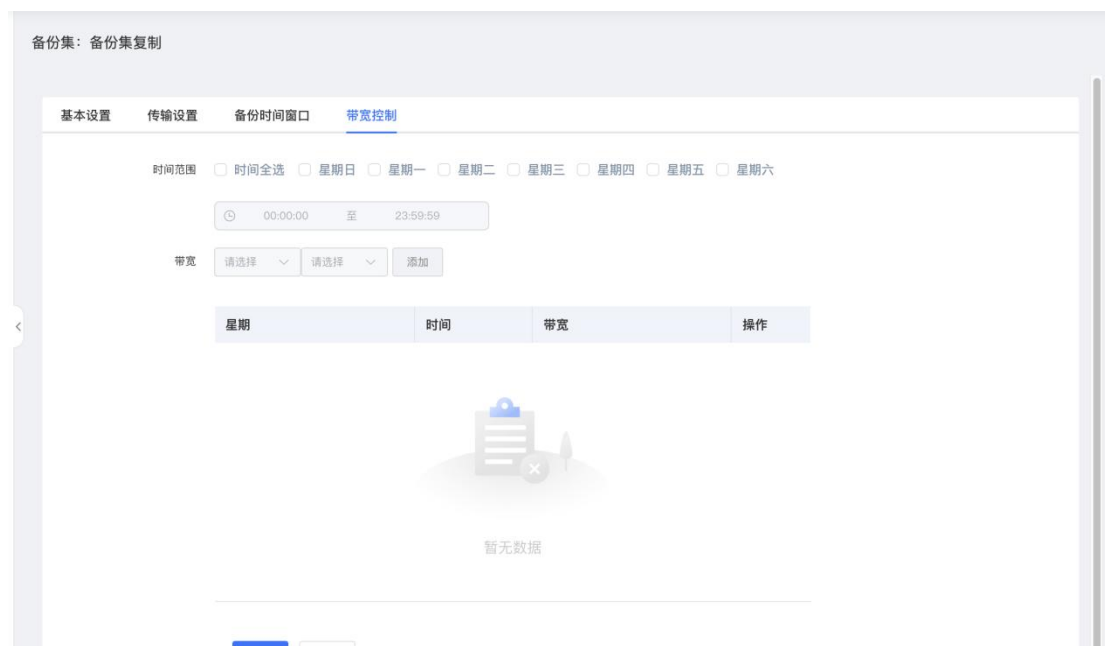 备份集：备份集复制
基本设置 传输设置 备份时间窗口 带宽控制
时间范围 时间全选 星期日 星期一 星期二 星期三 星期四 星期五 星期六
00:00:00 至 23:59:59
带宽 请选择 请选择 添加
星期 时间 带宽 操作
暂无数据